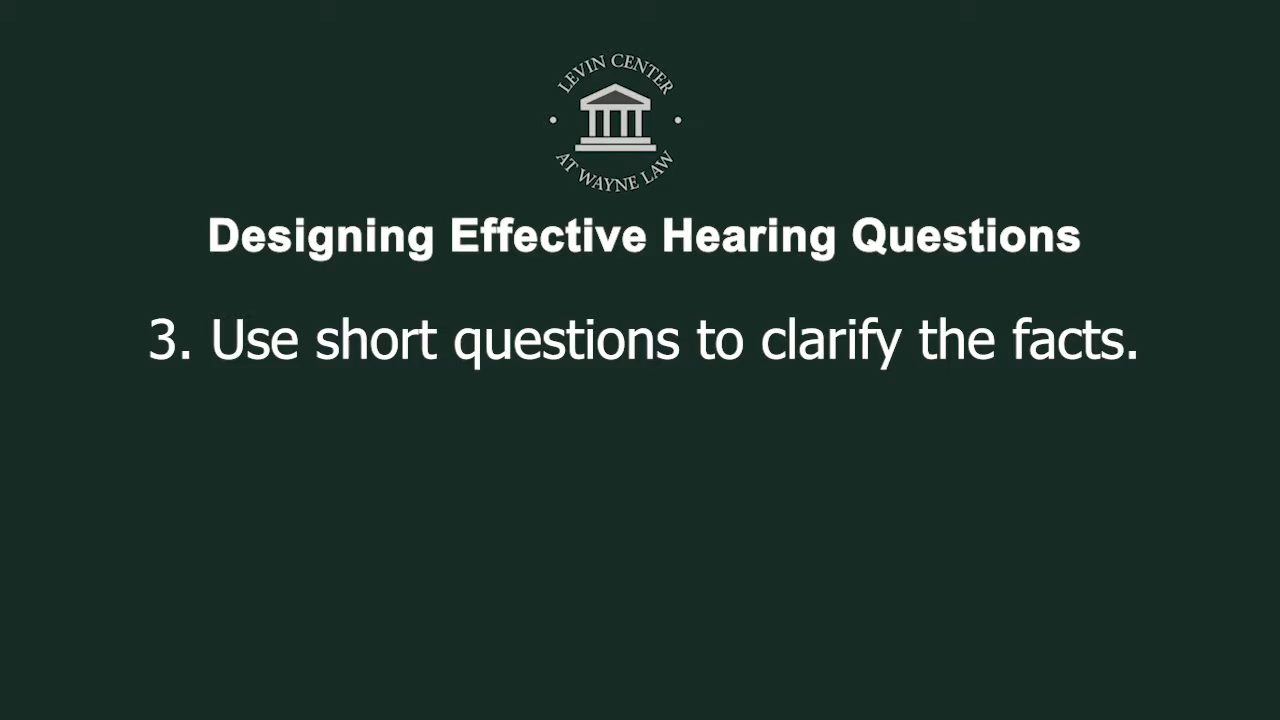 LEVIN CENTER
AT WAYNE LAW
Designing Effective Hearing Questions
3. Use short questions to clarify the facts.